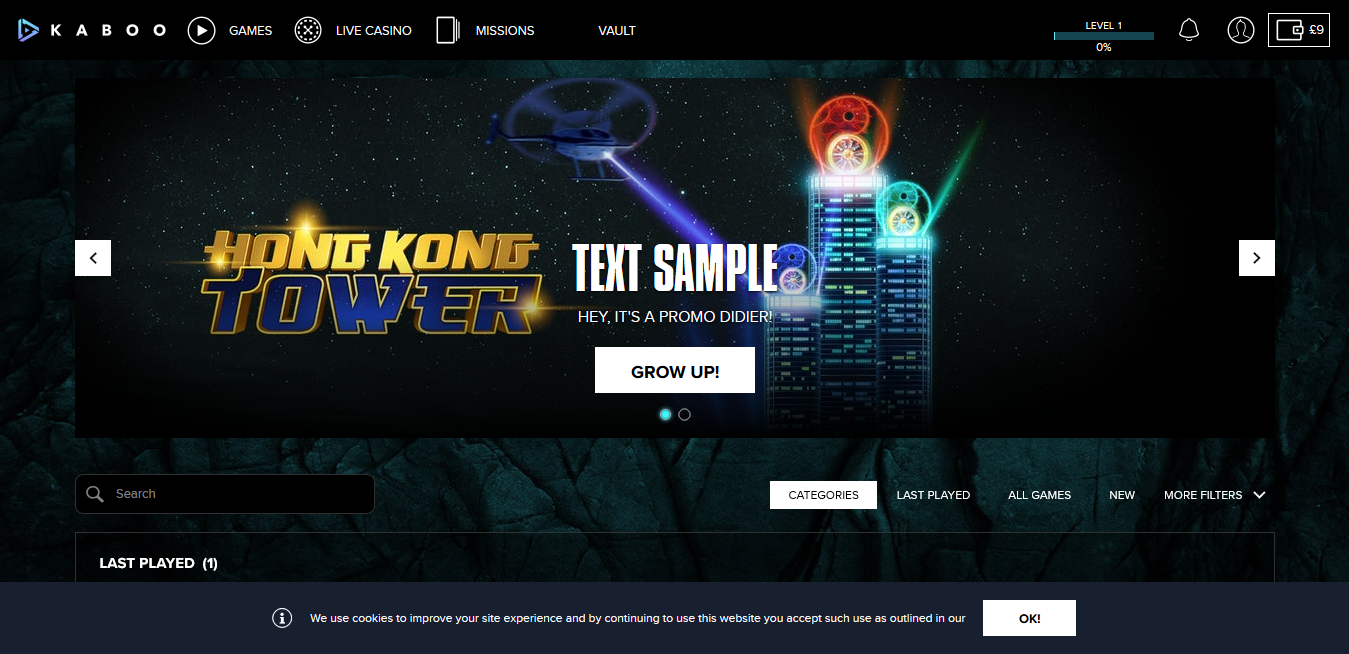 KABOO
GAMES
LIVE CASINO
MISSIONS
VAULT
LEVEL 1
0%
£9
HONG KONG
TOWER
TEXT SAMPLE
HEY, IT'S A PROMO DIDIER!
GROW UP!
Search
CATEGORIES
LAST PLAYED
ALL GAMES
NEW
MORE FILTERS
LAST PLAYED (1)
We use cookies to improve your site experience and by continuing to use this website you accept such use as outlined in our
OK!